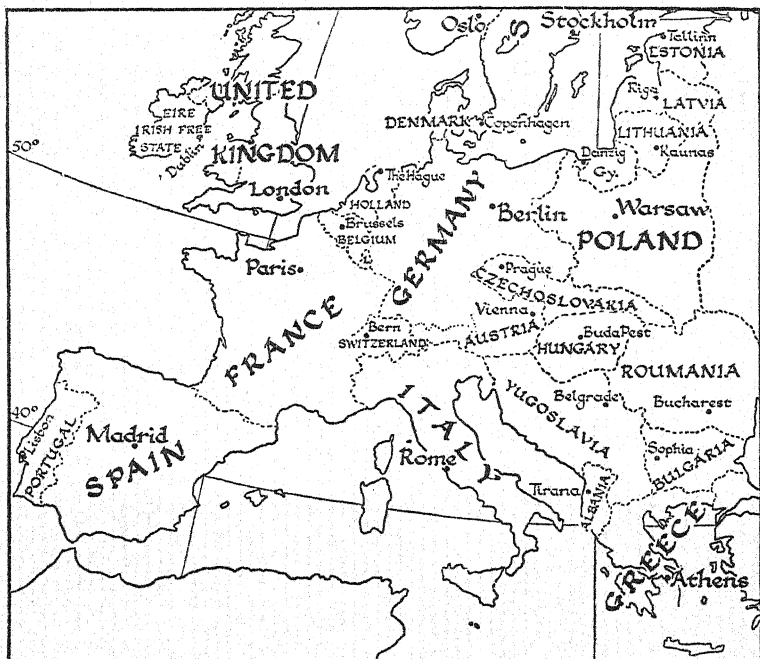 Oslo
S
Stockholm
Tallinn
ESTONIA
Riga
LATVIA
LITHUANIA
Kaunas
UNITED
KINGDOM
EIRE
IRISH FREE
STATE
Dublin
London
50°
DENMARK
Copenhagen
Danzig
Gy.
The Hague
HOLLAND
Brussels
BELGIUM
L
GERMANY
Berlin
Warsaw
POLAND
Paris
FRANCE
Prague
CZECHOSLOVAKIA
Vienna
AUSTRIA
Bern
SWITZERLAND
BudaPest
HUNGARY
ROUMANIA
Bucharest
Belgrade
YUGOSLAVIA
ITALY
Rome
40°
Lisbon
PORTUGAL
Madrid
SPAIN
Sophia
BULGARIA
Tirana
ALBANIA
GREECE
Athens